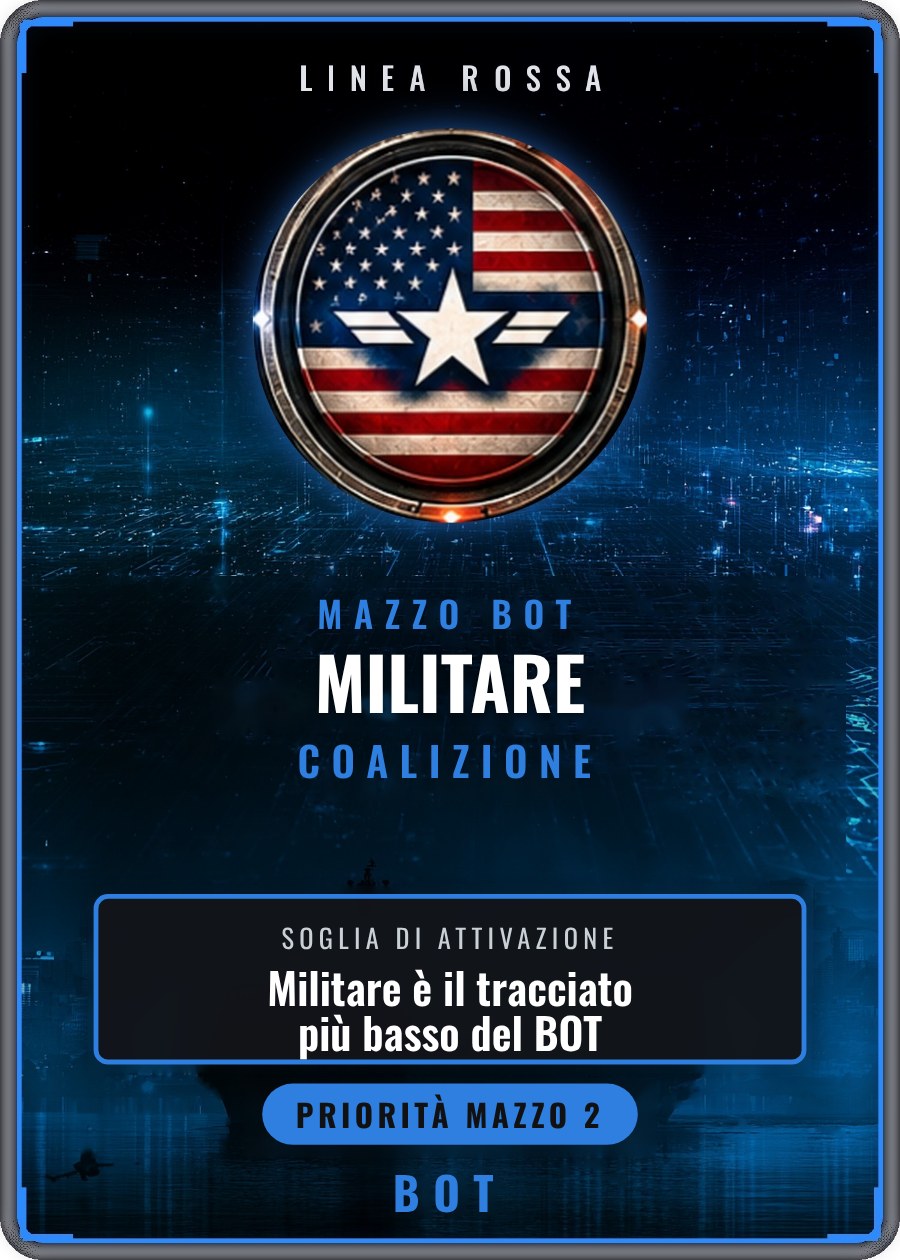 LINEA ROSSA
MAZZO BOT
MILITARE
COALIZIONE
SOGLIA DI ATTIVAZIONE
Militare è il tracciato
più basso del BOT
PRIORITÀ MAZZO 2
BOT